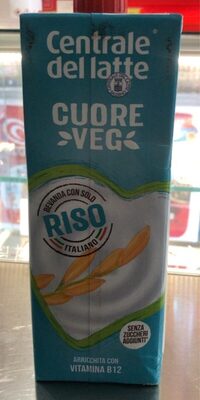 Centrale
del latte
CUORE
VEG
BEVANDA CON SOLO
RISO
ITALIANO
SENZA
ZUCCHERI
AGGIUNTI
ARRICCHITA CON
VITAMINA B12